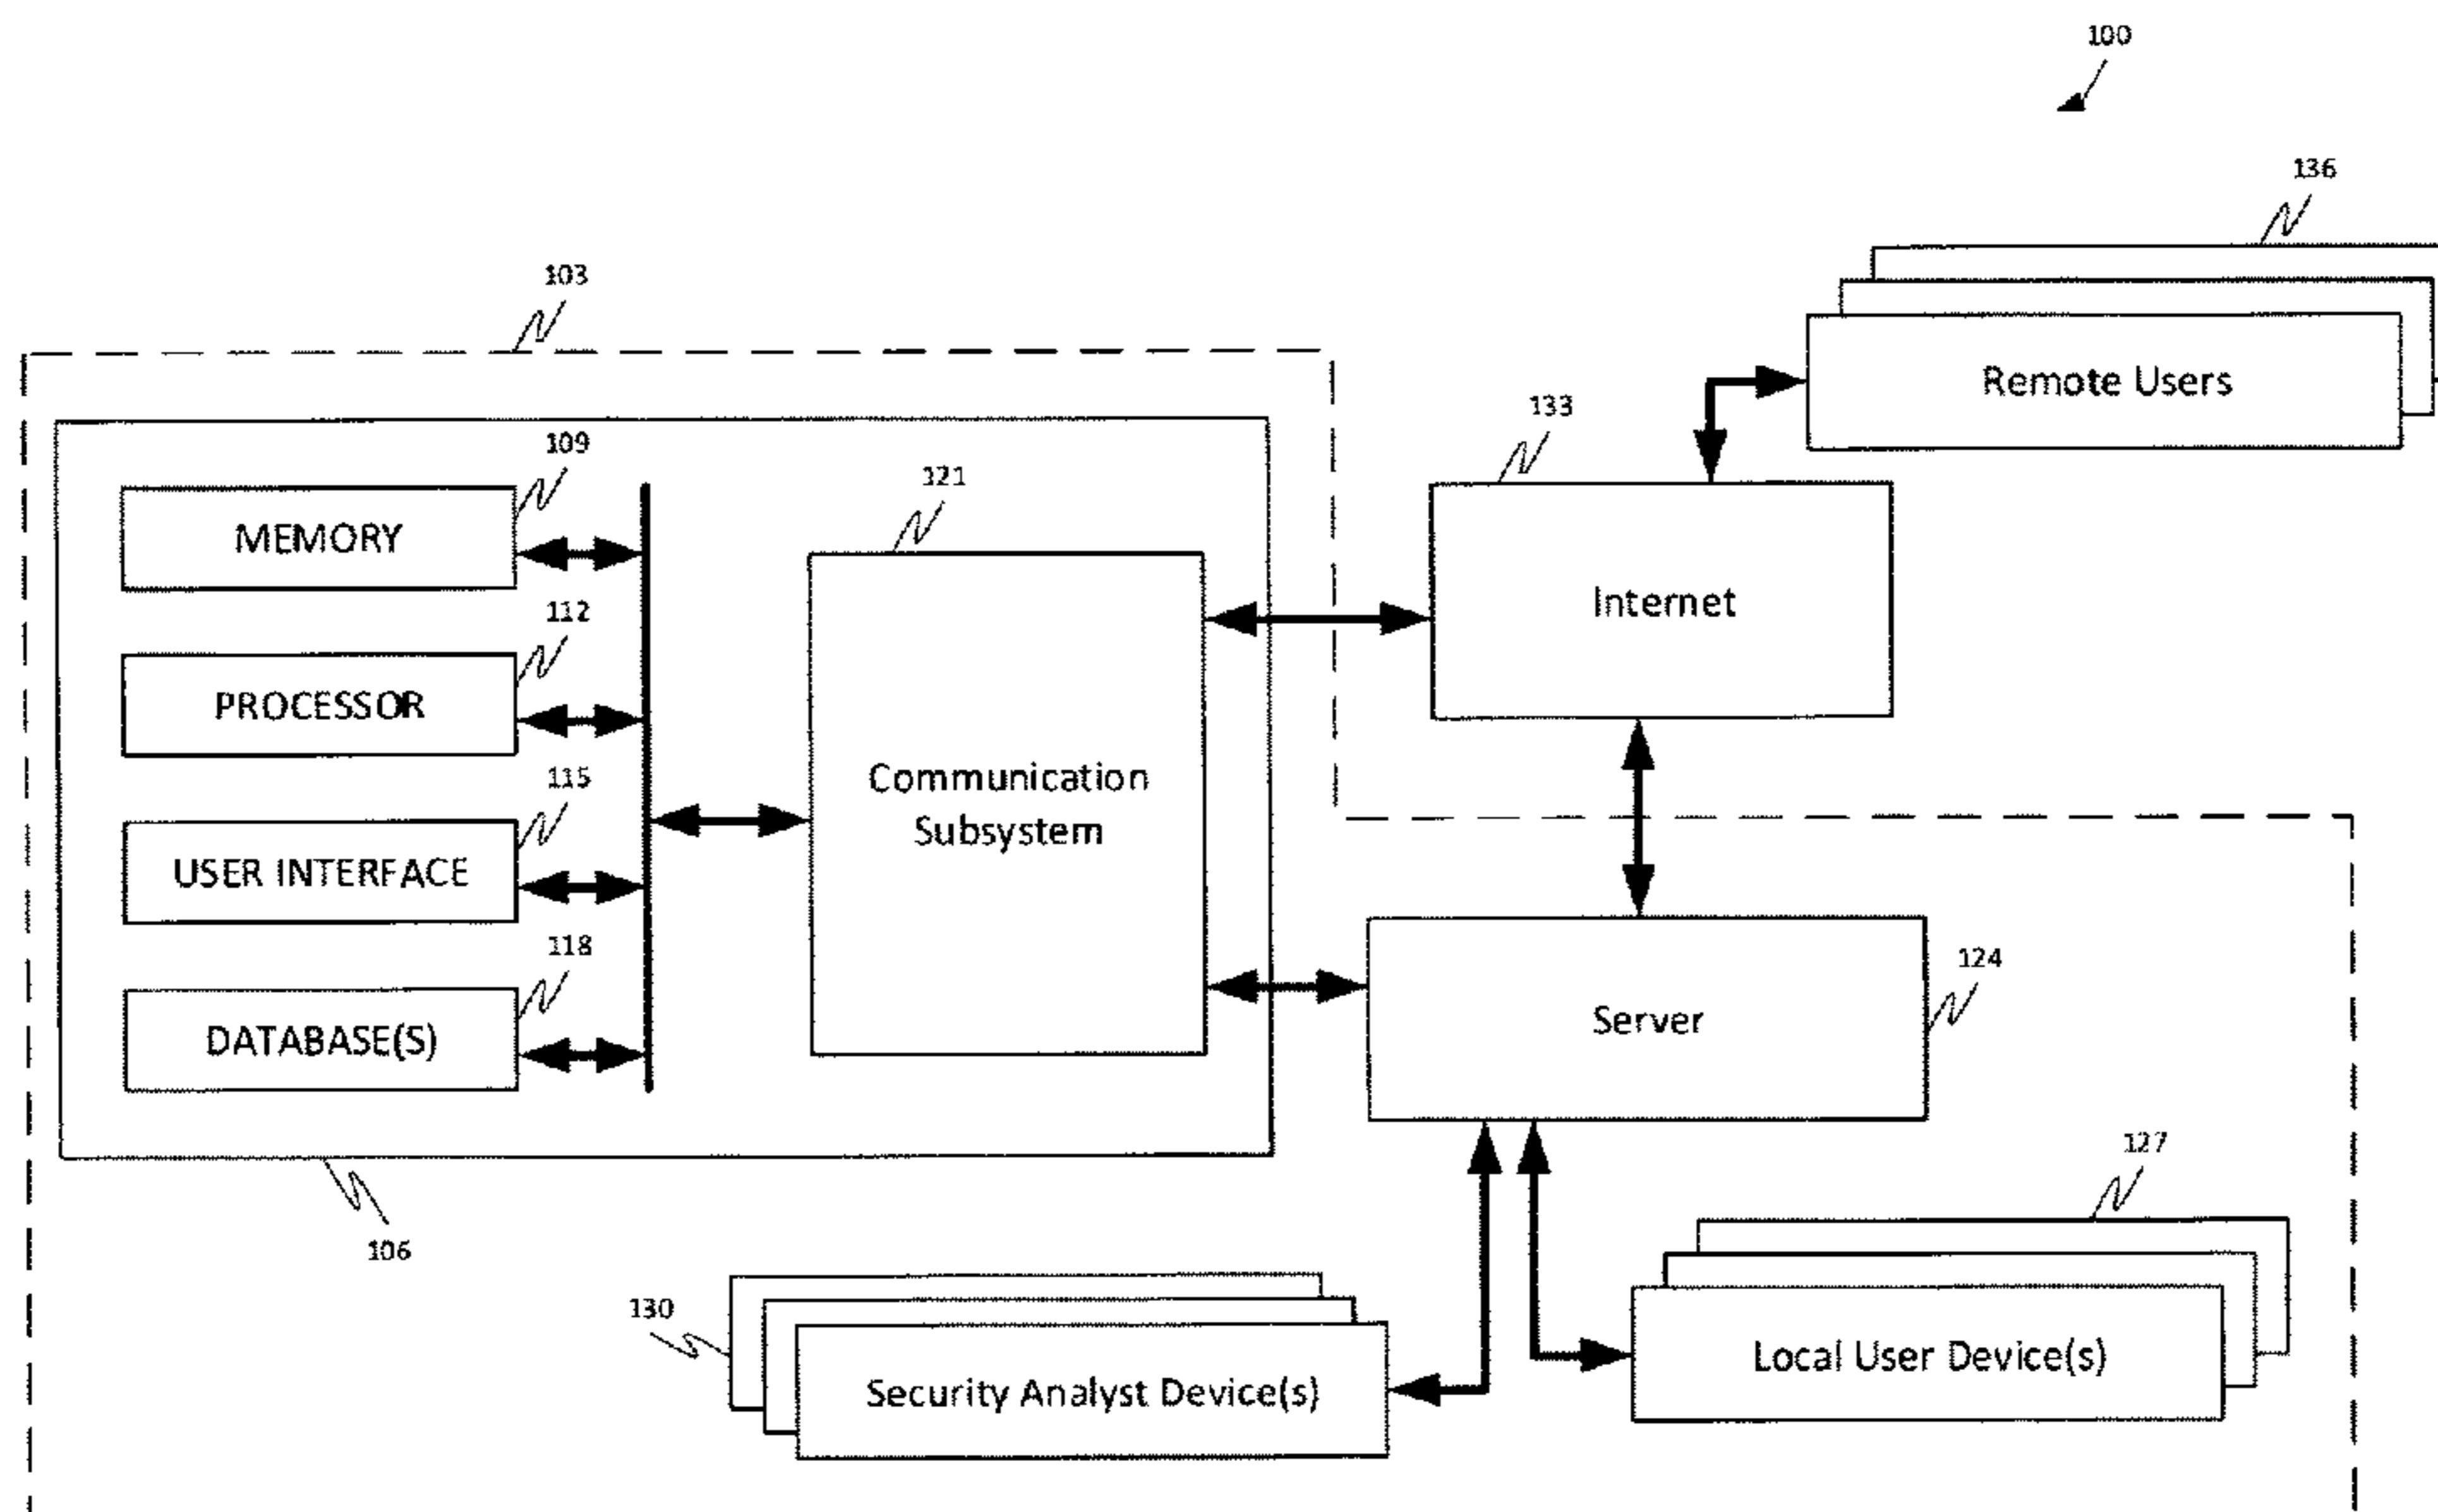 100
136
103
Remote Users
133
109
121
MEMORY
Internet
112
PROCESSOR
Communication
Subsystem
115
USER INTERFACE
118
124
DATABASE(S)
Server
127
106
130
Local User Device(s)
Security Analyst Device(s)